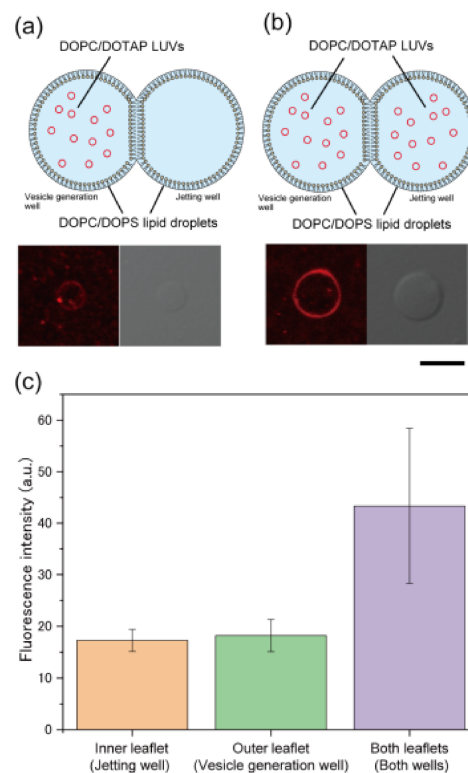 (a)
DOPC/DOTAP LUVs
Vesicle generation
well
Jetting well
DOPC/DOPS lipid droplets
(b)
DOPC/DOTAP LUVs
Vesicle generation
well
Jetting well
DOPC/DOPS lipid droplets
(c)
Fluorescence intensity (a.u.)
60
50
40
30
20
10
0
Inner leaflet
(Jetting well)
Outer leaflet
(Vesicle generation well)
Both leaflets
(Both wells)